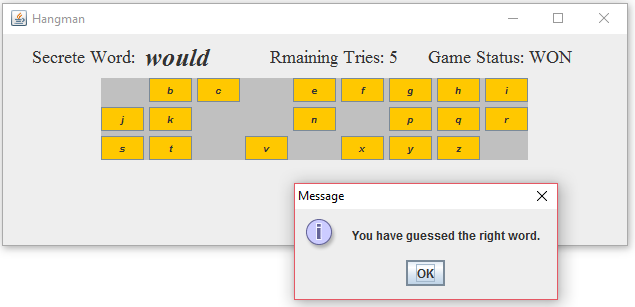 Hangman
Secrete Word: would Rmaining Tries: 5 Game Status: WON
b c e f g h i
j k n p q r
s t v x y z
Message
You have guessed the right word.
OK